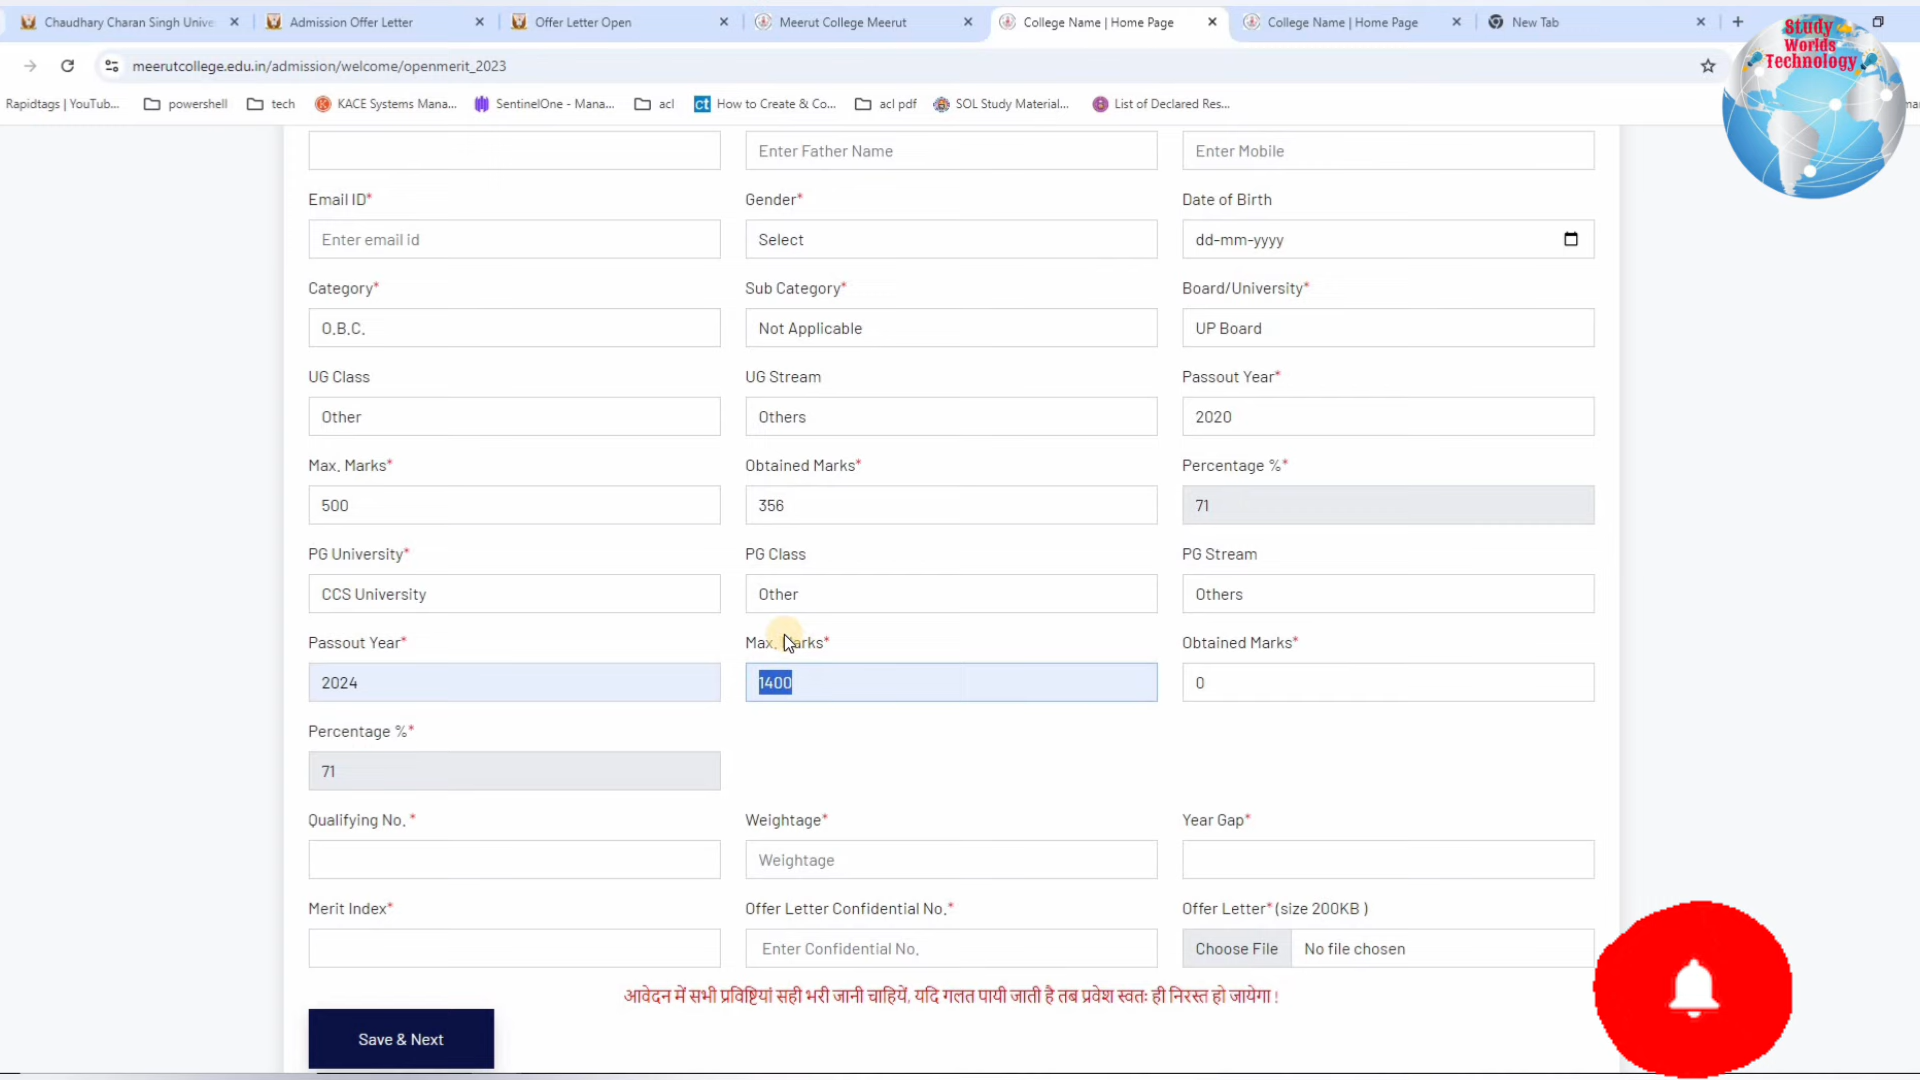 Chaudhary Charan Singh Unive
Admission Offer Letter
Offer Letter Open
Meerut College Meerut
College Name | Home Page
College Name | Home Page
New Tab
meerutcollege.edu.in/admission/welcome/openmerit_2023
Rapidtags | YouTub...
powershell
tech
KACE Systems Mana...
SentinelOne - Mana...
acl
How to Create & Co...
acl pdf
SOL Study Material...
List of Declared Res...
Study
Worlds
Technology
Enter Father Name
Enter Mobile
Email ID*
Gender*
Date of Birth
Enter email id
Select
dd-mm-yyyy
Category*
Sub Category*
Board/University*
O.B.C.
Not Applicable
UP Board
UG Class
UG Stream
Passout Year*
Other
Others
2020
Max. Marks*
Obtained Marks*
Percentage %*
500
356
71
PG University*
PG Class
PG Stream
CCS University
Other
Others
Passout Year*
Max. Marks*
Obtained Marks*
2024
1400
0
Percentage %*
71
Qualifying No. *
Weightage*
Year Gap*
Weightage
Merit Index*
Offer Letter Confidential No.*
Offer Letter* (size 200KB )
Enter Confidential No.
Choose File
No file chosen
आवेदन में सभी प्रविष्टियां सही भरी जानी चाहियें, यदि गलत पायी जाती है तब प्रवेश स्वतः ही निरस्त हो जायेगा !
Save & Next